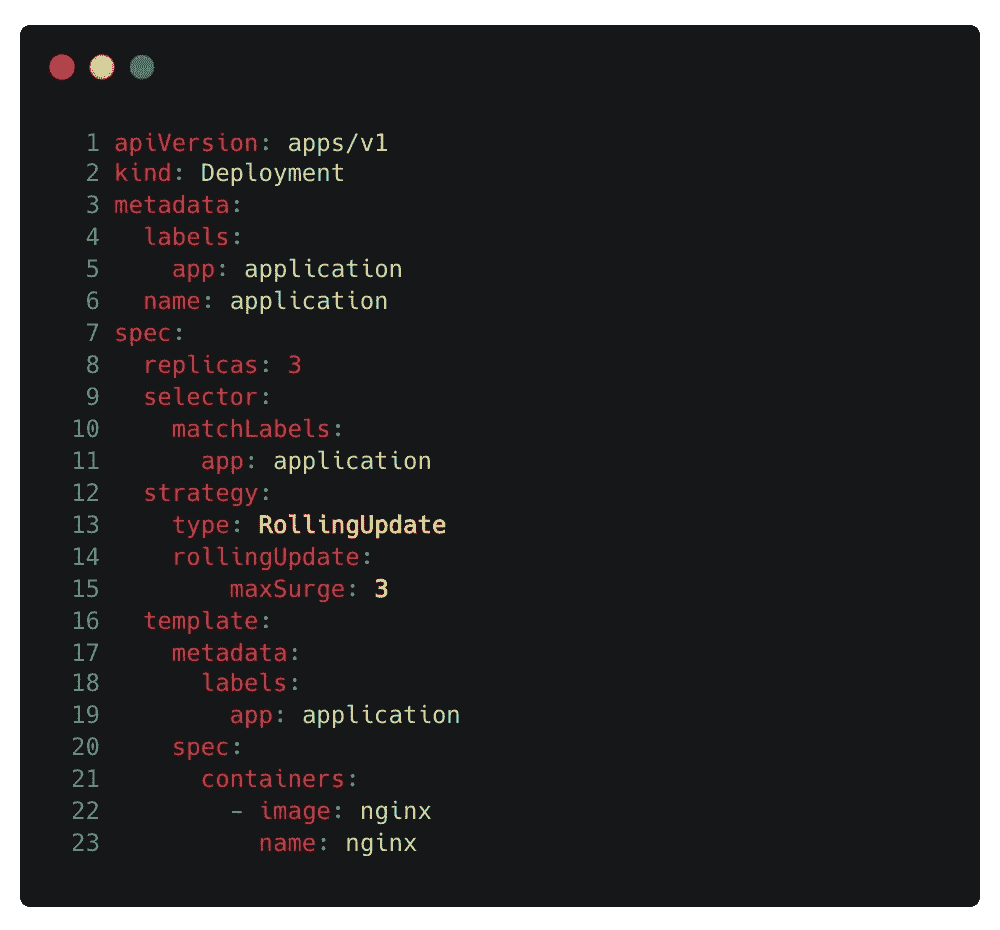 1 apiVersion: apps/v1
2 kind: Deployment
3 metadata:
4   labels:
5     app: application
6   name: application
7 spec:
8   replicas: 3
9   selector:
10     matchLabels:
11       app: application
12   strategy:
13     type: RollingUpdate
14     rollingUpdate:
15         maxSurge: 3
16   template:
17     metadata:
18       labels:
19         app: application
20     spec:
21       containers:
22         - image: nginx
23           name: nginx